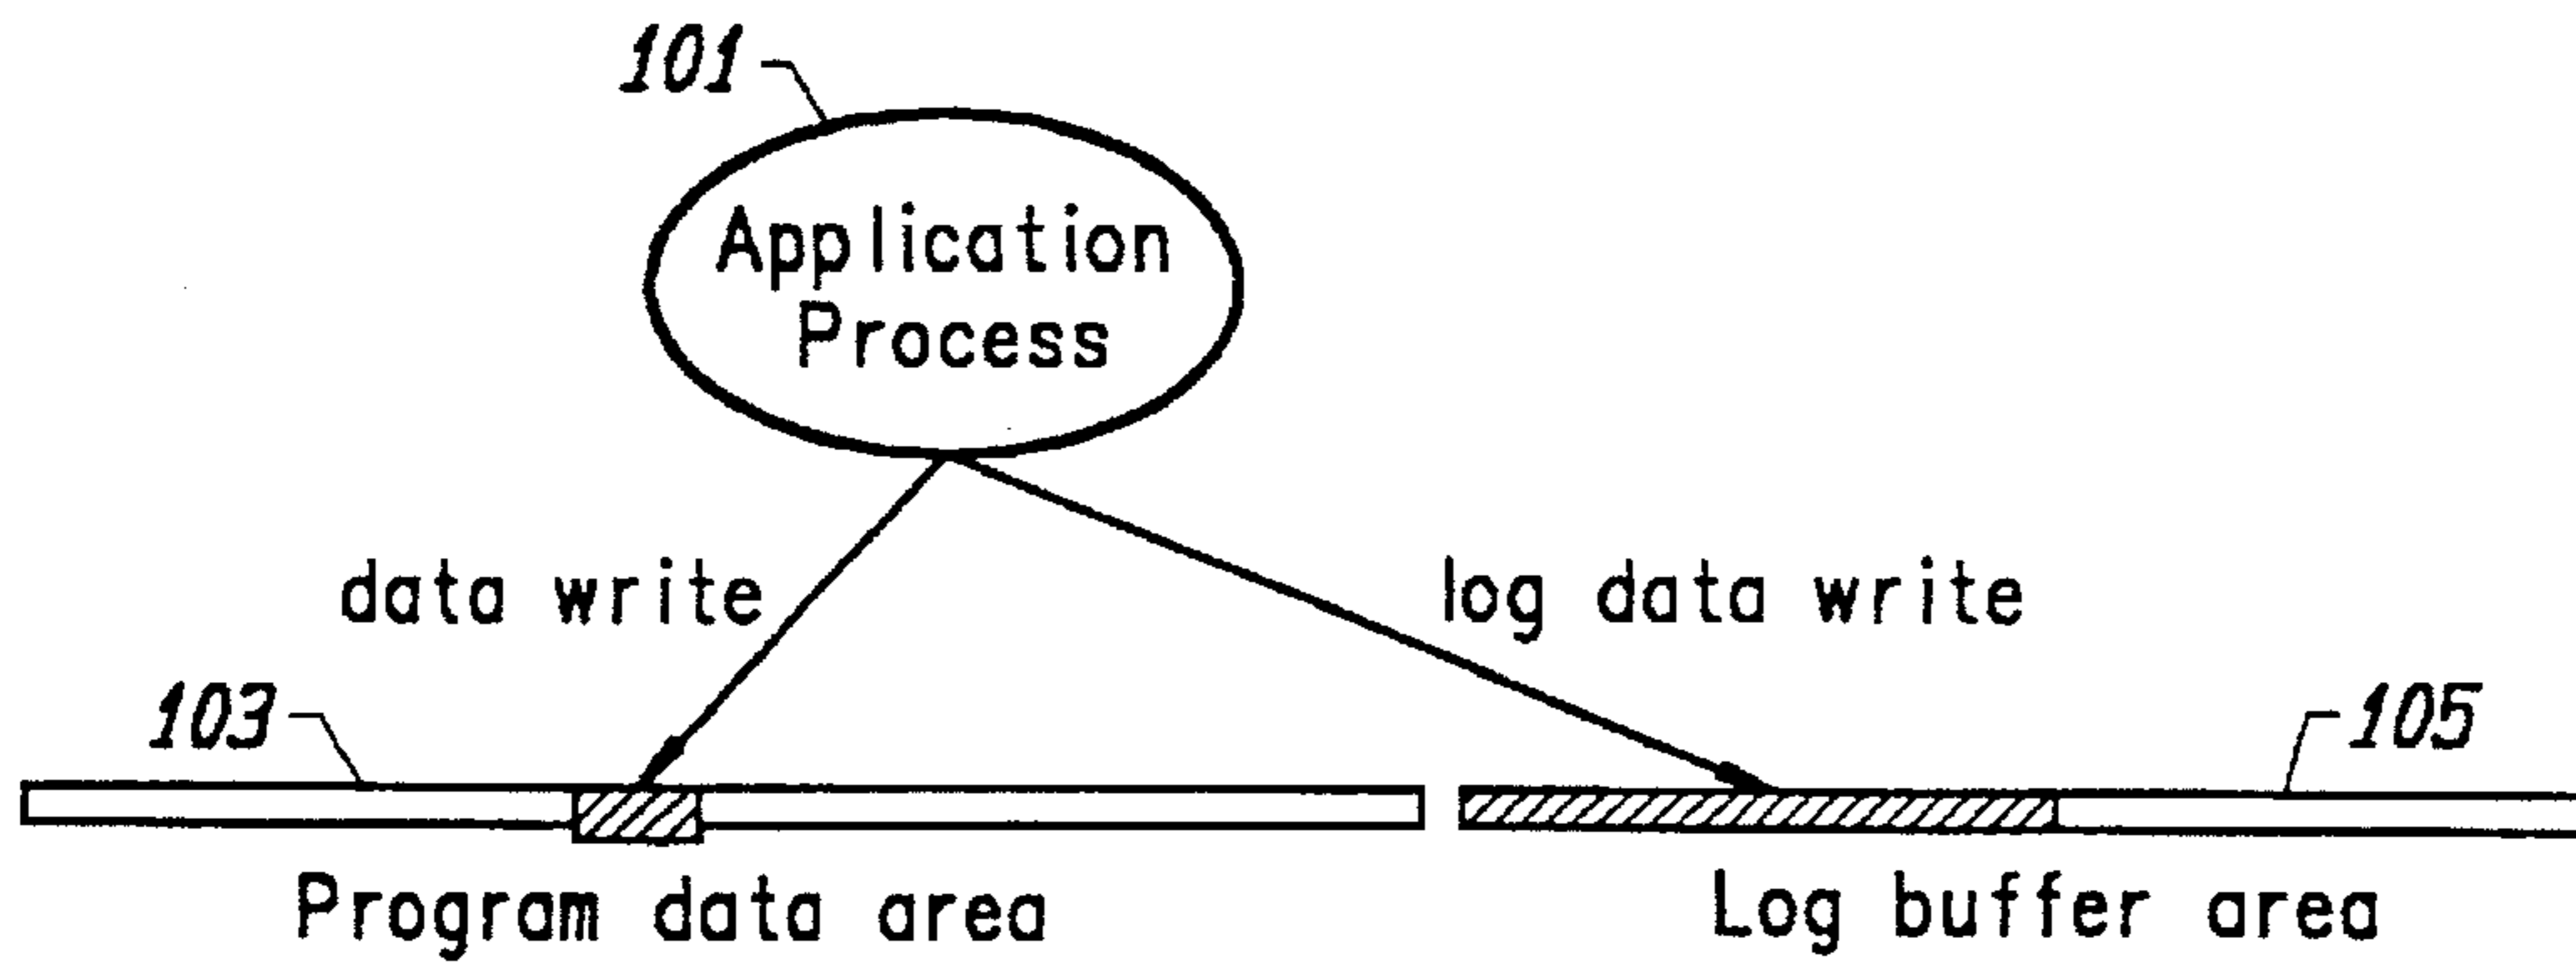 101
Application
Process
data write
log data write
103
105
Program data area
Log buffer area